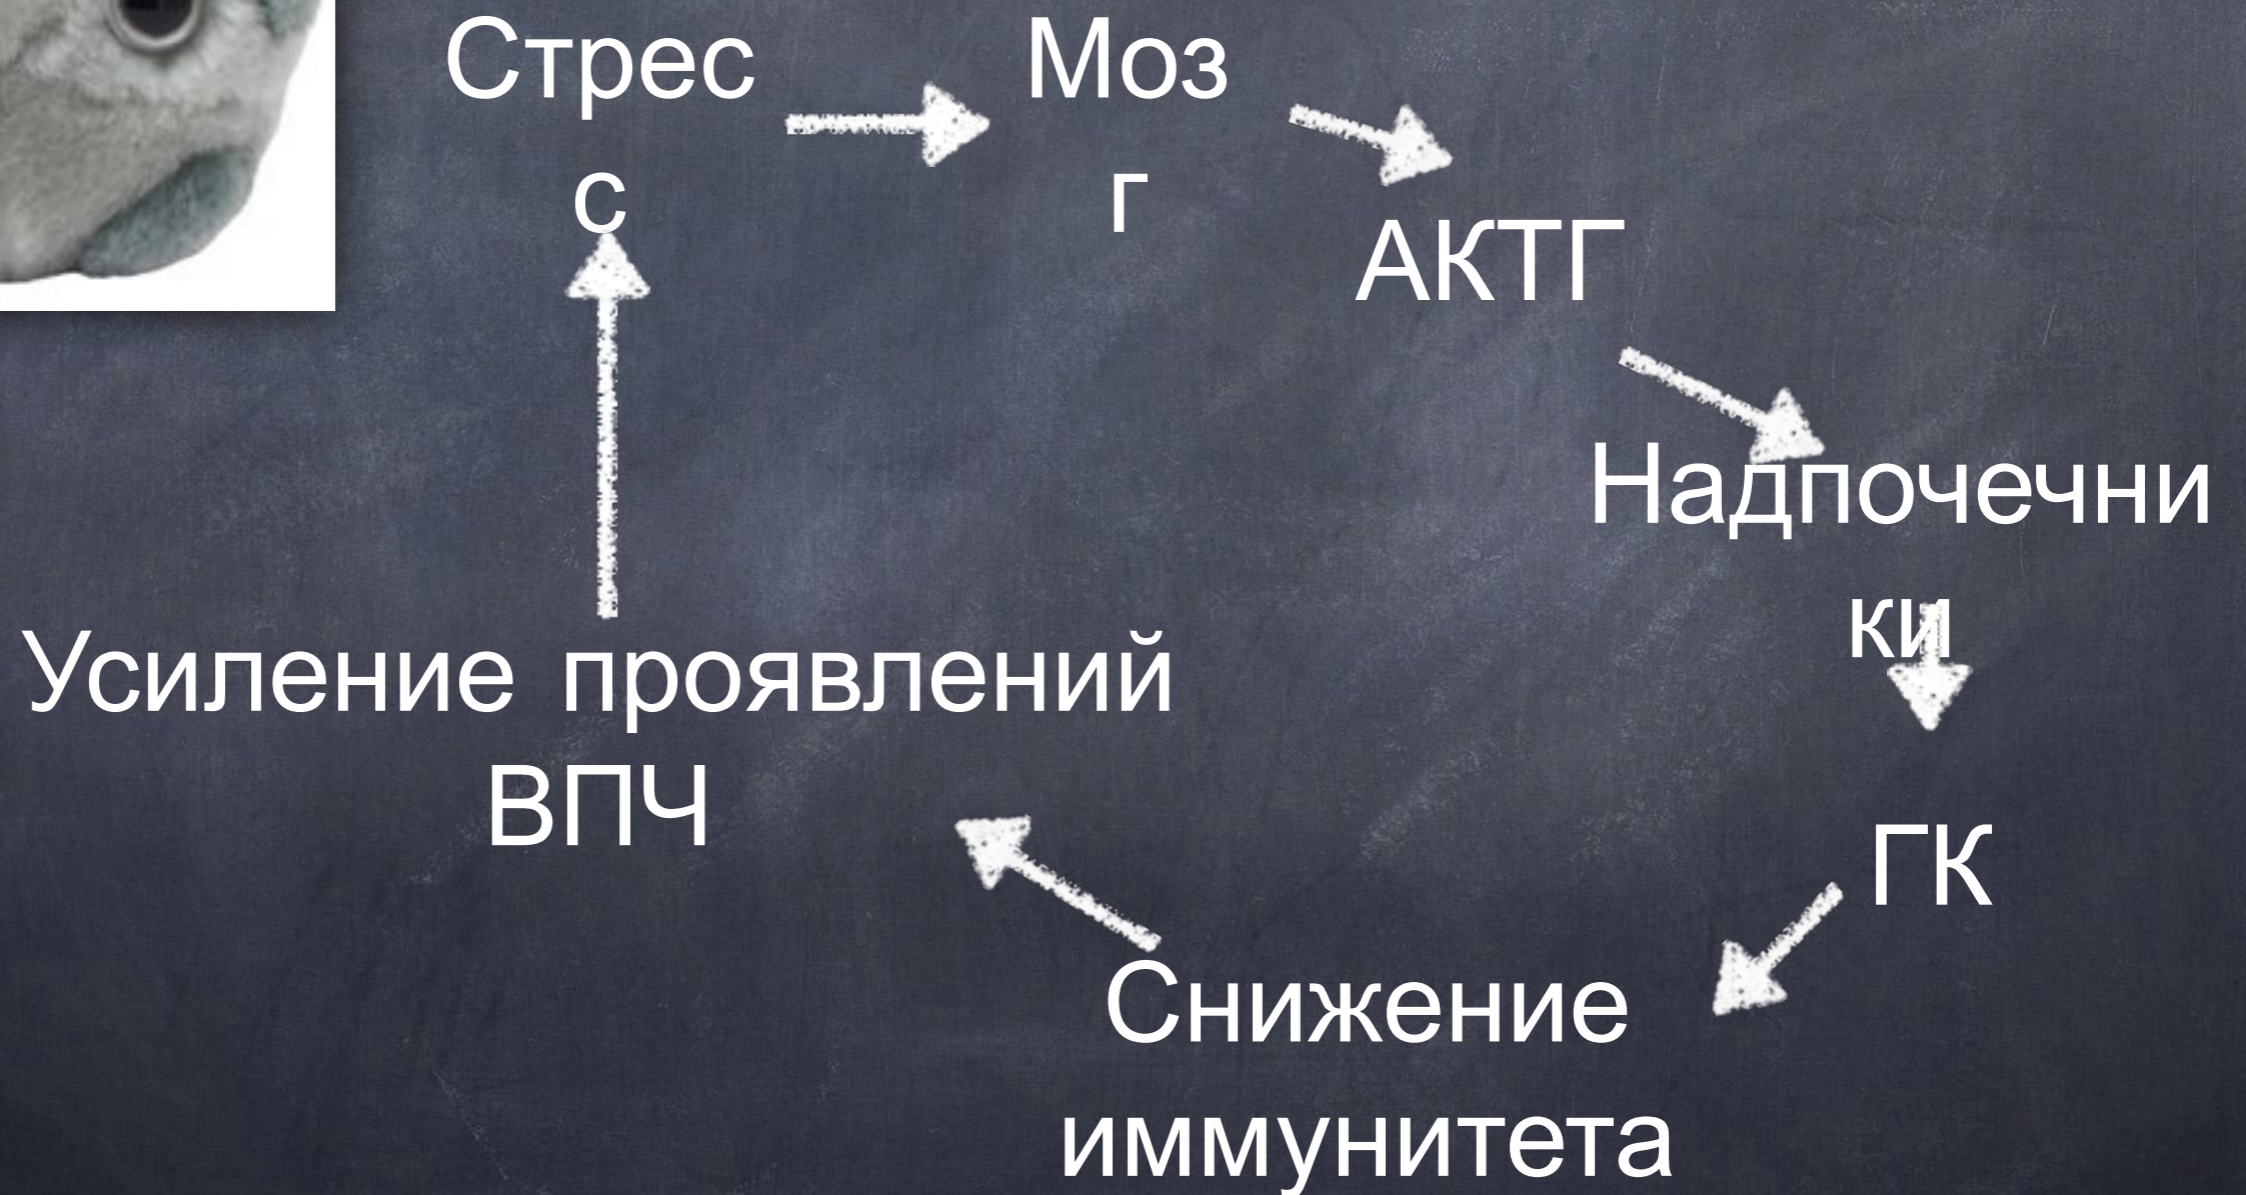 Стрес
с
Моз
г
АКТГ
Надпочечни
ки
ГК
Снижение
иммунитета
Усиление проявлений
ВПЧ